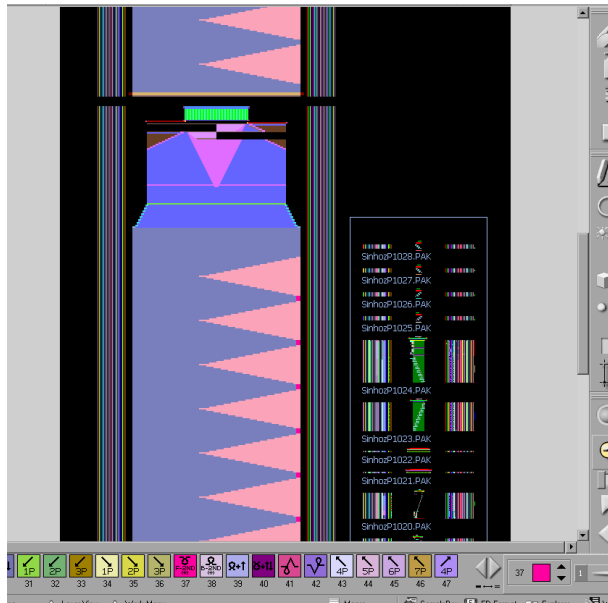 SinhozP1028.PAK
SinhozP1027.PAK
SinhozP1026.PAK
SinhozP1025.PAK
SinhozP1024.PAK
SinhozP1023.PAK
SinhozP1022.PAK
SinhozP1021.PAK
SinhozP1020.PAK
1P 2P 3P 1P 2P 3P 4P 5P 6P 7P 4P
31 32 33 34 35 36 37 38 39 40 41 42 43 44 45 46 47
37
1